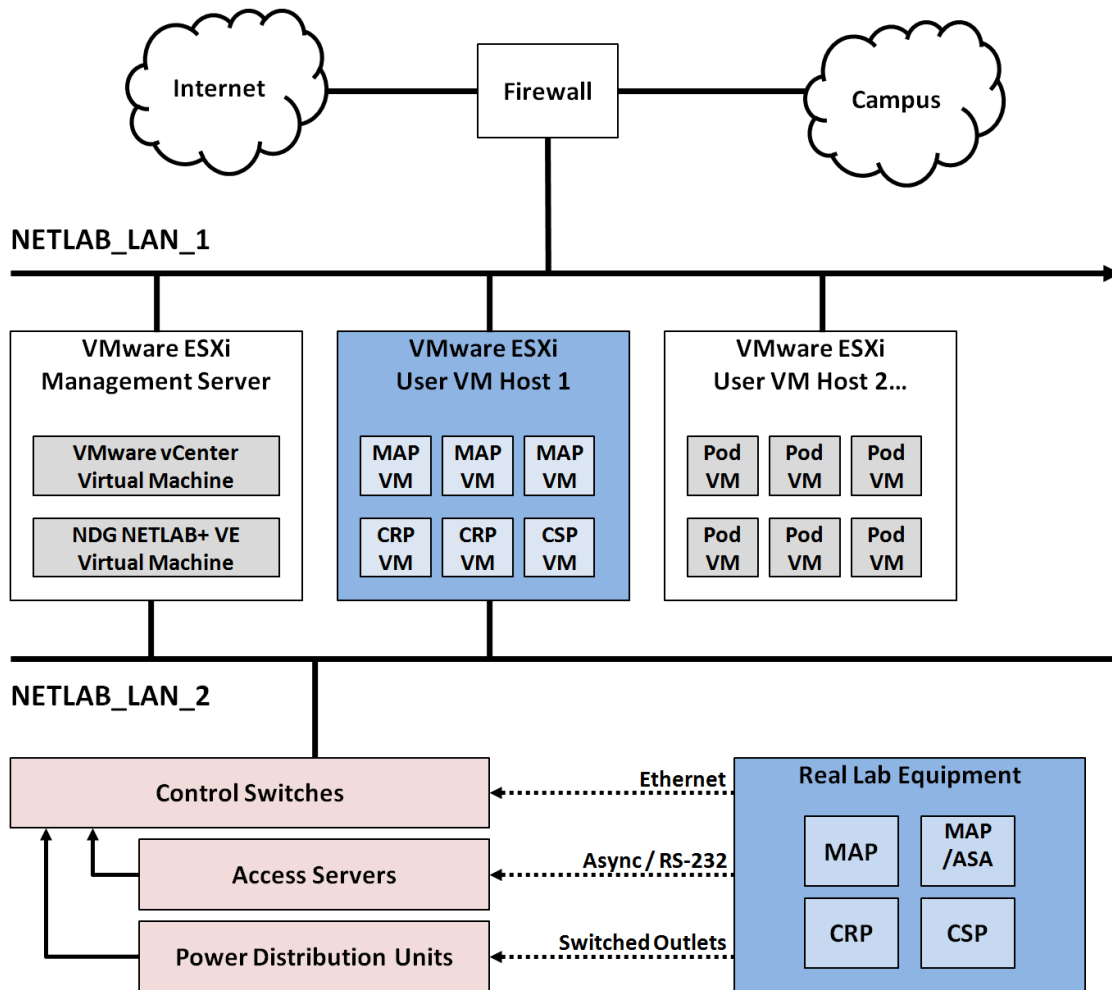 Internet
Firewall
Campus
NETLAB_LAN_1
VMware ESXi
Management Server
VMware vCenter
Virtual Machine
NDG NETLAB+ VE
Virtual Machine
VMware ESXi
User VM Host 1
MAP
VM
MAP
VM
MAP
VM
CRP
VM
CRP
VM
CSP
VM
VMware ESXi
User VM Host 2...
Pod
VM
Pod
VM
Pod
VM
Pod
VM
Pod
VM
Pod
VM
NETLAB_LAN_2
Control Switches
Access Servers
Power Distribution Units
Ethernet
Async / RS-232
Switched Outlets
Real Lab Equipment
MAP
MAP
/ASA
CRP
CSP